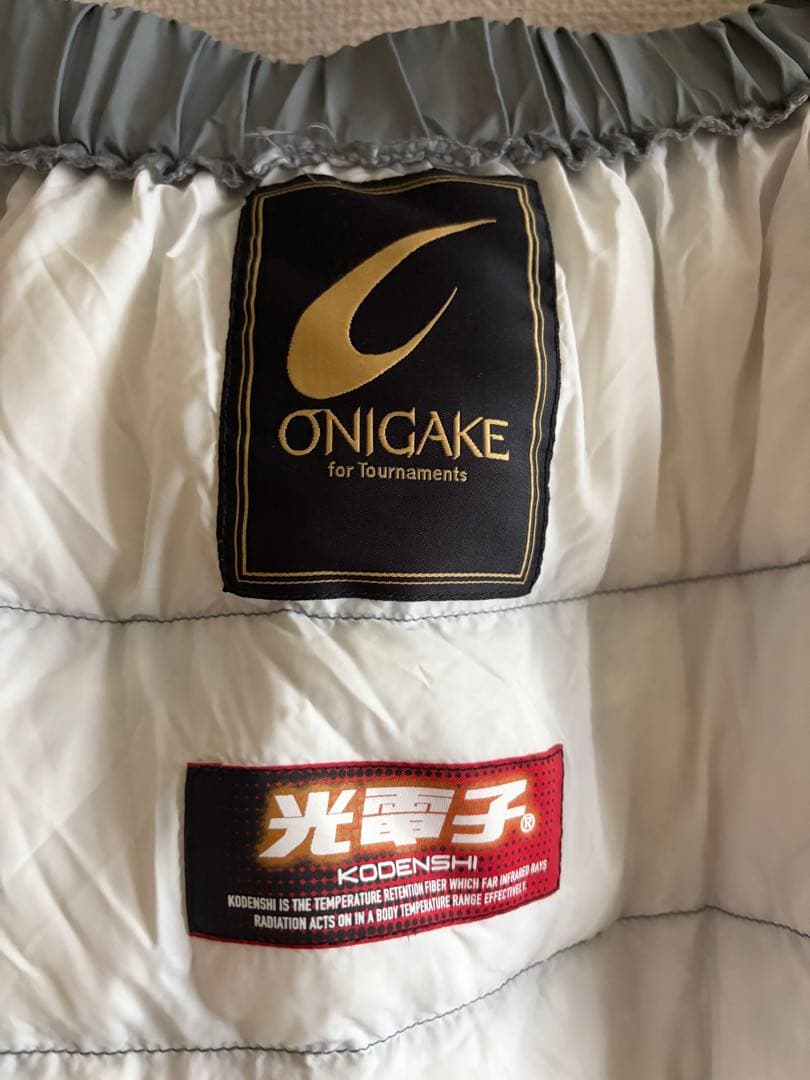 ONIGAKE
for Tournaments
光電子®
KODENSHI
KODENSHI IS THE TEMPERATURE RETENTION FIBER WHICH FAR INFRARED RAYS
RADIATION ACTS ON IN A BODY TEMPERATURE RANGE EFFECTIVELY.